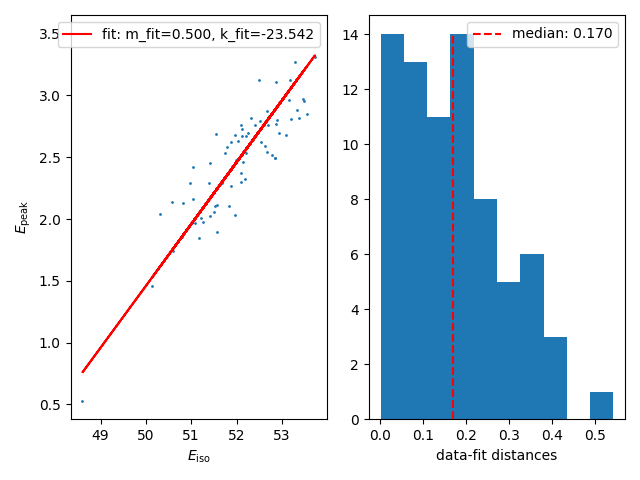 fit: m_fit=0.500, k_fit=-23.542
3.5
3.0
2.5
2.0
1.5
1.0
0.5
E_peak
49 50 51 52 53
E_iso
median: 0.170
14
12
10
8
6
4
2
0
0.0 0.1 0.2 0.3 0.4 0.5
data-fit distances